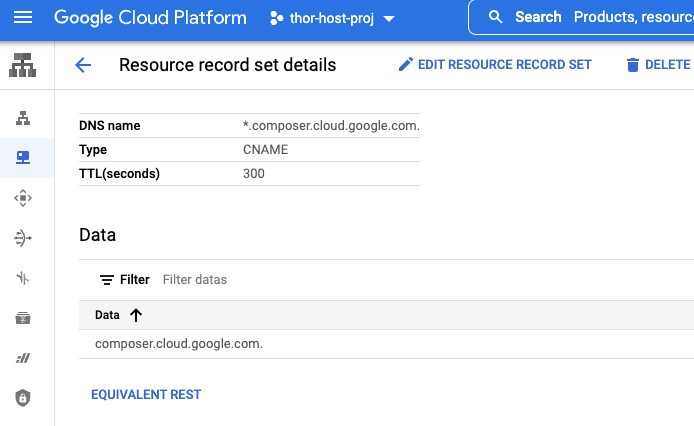 Google Cloud Platform
thor-host-proj
Search Products, resource
Resource record set details
EDIT RESOURCE RECORD SET
DELETE
DNS name *.composer.cloud.google.com.
Type CNAME
TTL(seconds) 300
Data
Filter Filter datas
Data
composer.cloud.google.com.
EQUIVALENT REST